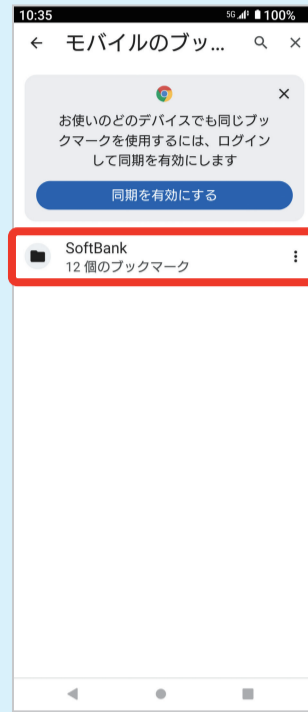 10:35 5G 100%
モバイルのブッ...
お使いのどのデバイスでも同じブッ
クマークを使用するには、ログイン
して同期を有効にします
同期を有効にする
SoftBank
12 個のブックマーク